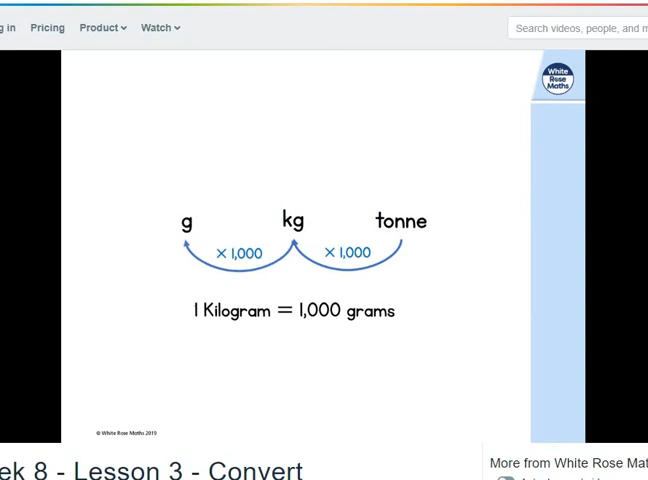 g in Pricing Product Watch
Search videos, people, and m
White
Rose
Maths
g kg tonne
× 1,000 × 1,000
1 Kilogram = 1,000 grams
© White Rose Maths 2019
ek 8 - Lesson 3 - Convert
More from White Rose Mat